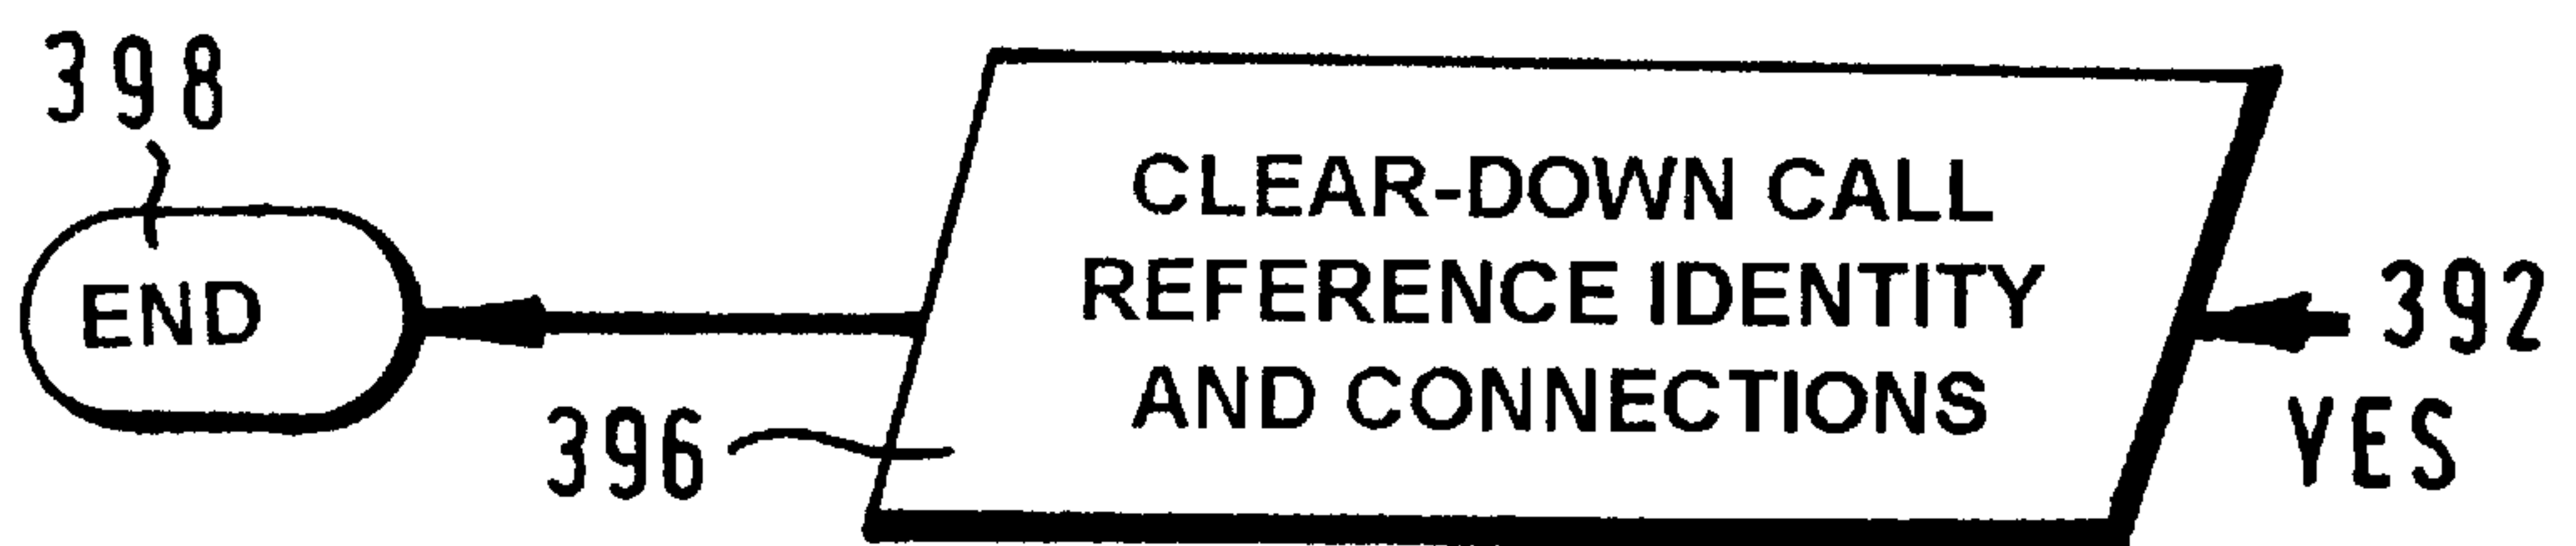 398
END
396
CLEAR-DOWN CALL
REFERENCE IDENTITY
AND CONNECTIONS
392
YES